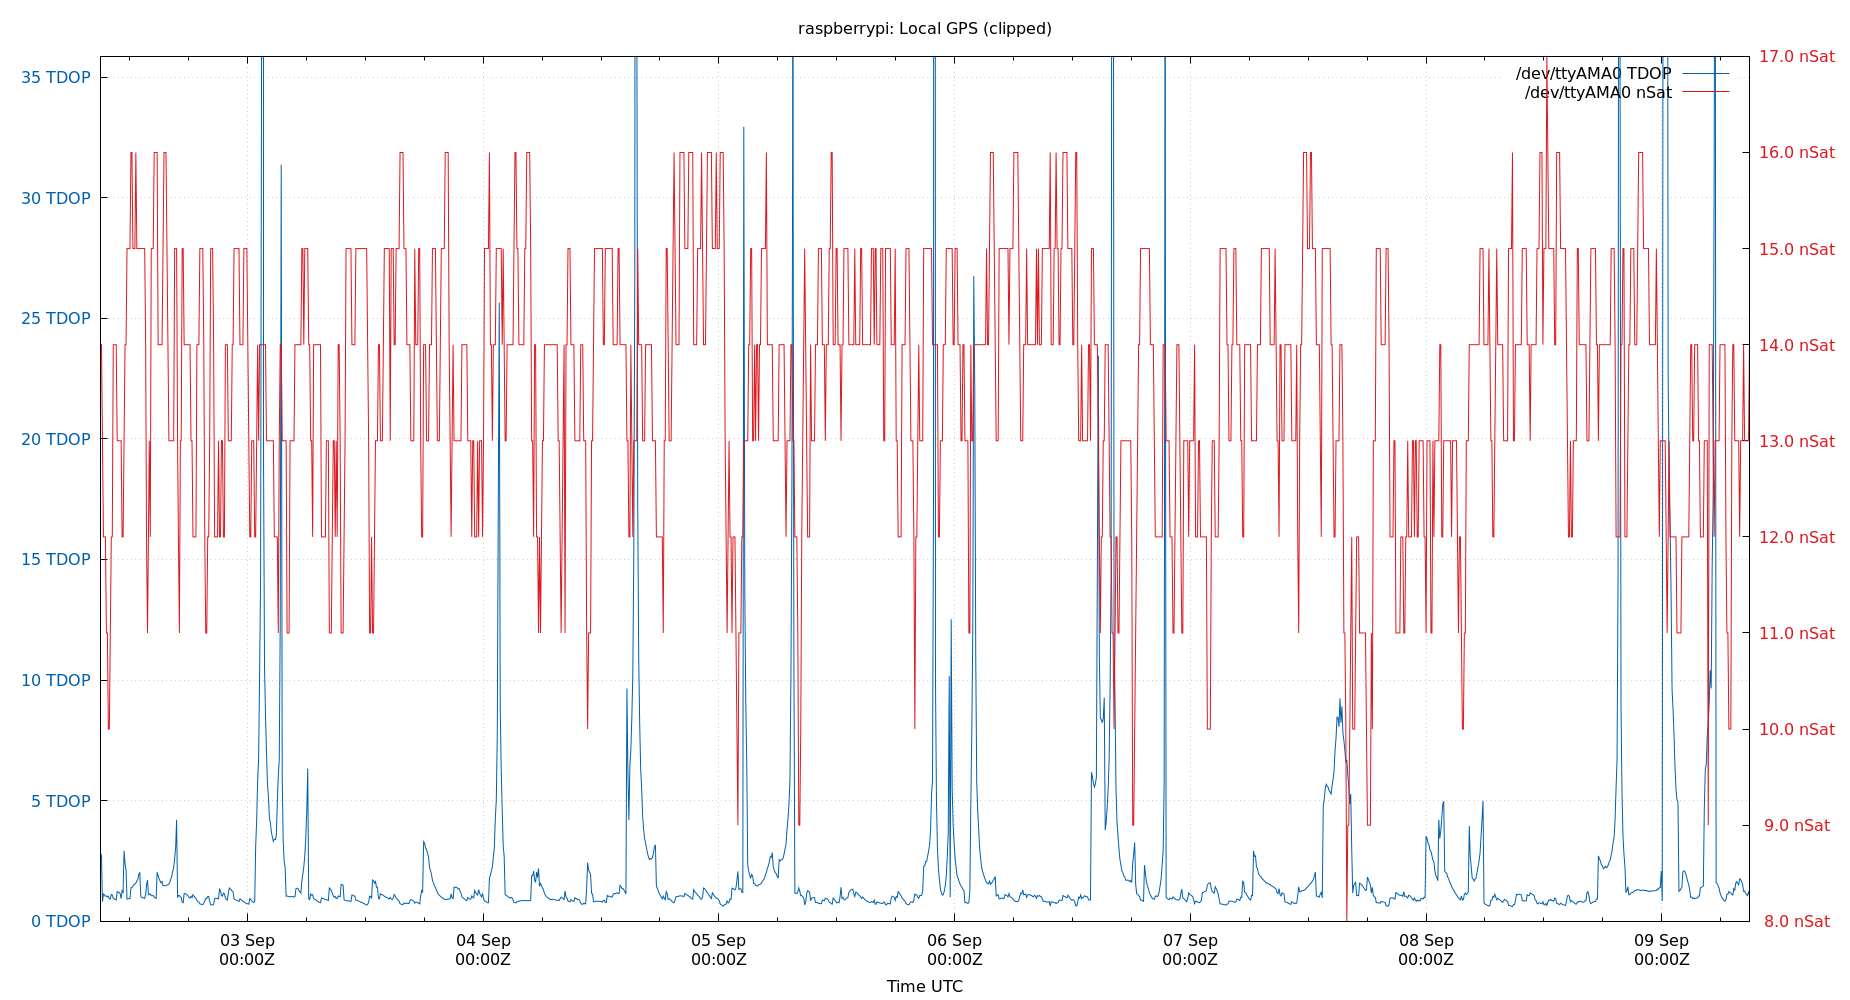 raspberrypi: Local GPS (clipped)
/dev/ttyAMA0 TDOP
/dev/ttyAMA0 nSat
35 TDOP
30 TDOP
25 TDOP
20 TDOP
15 TDOP
10 TDOP
5 TDOP
0 TDOP
17.0 nSat
16.0 nSat
15.0 nSat
14.0 nSat
13.0 nSat
12.0 nSat
11.0 nSat
10.0 nSat
9.0 nSat
8.0 nSat
03 Sep
00:00Z
04 Sep
00:00Z
05 Sep
00:00Z
06 Sep
00:00Z
07 Sep
00:00Z
08 Sep
00:00Z
09 Sep
00:00Z
Time UTC